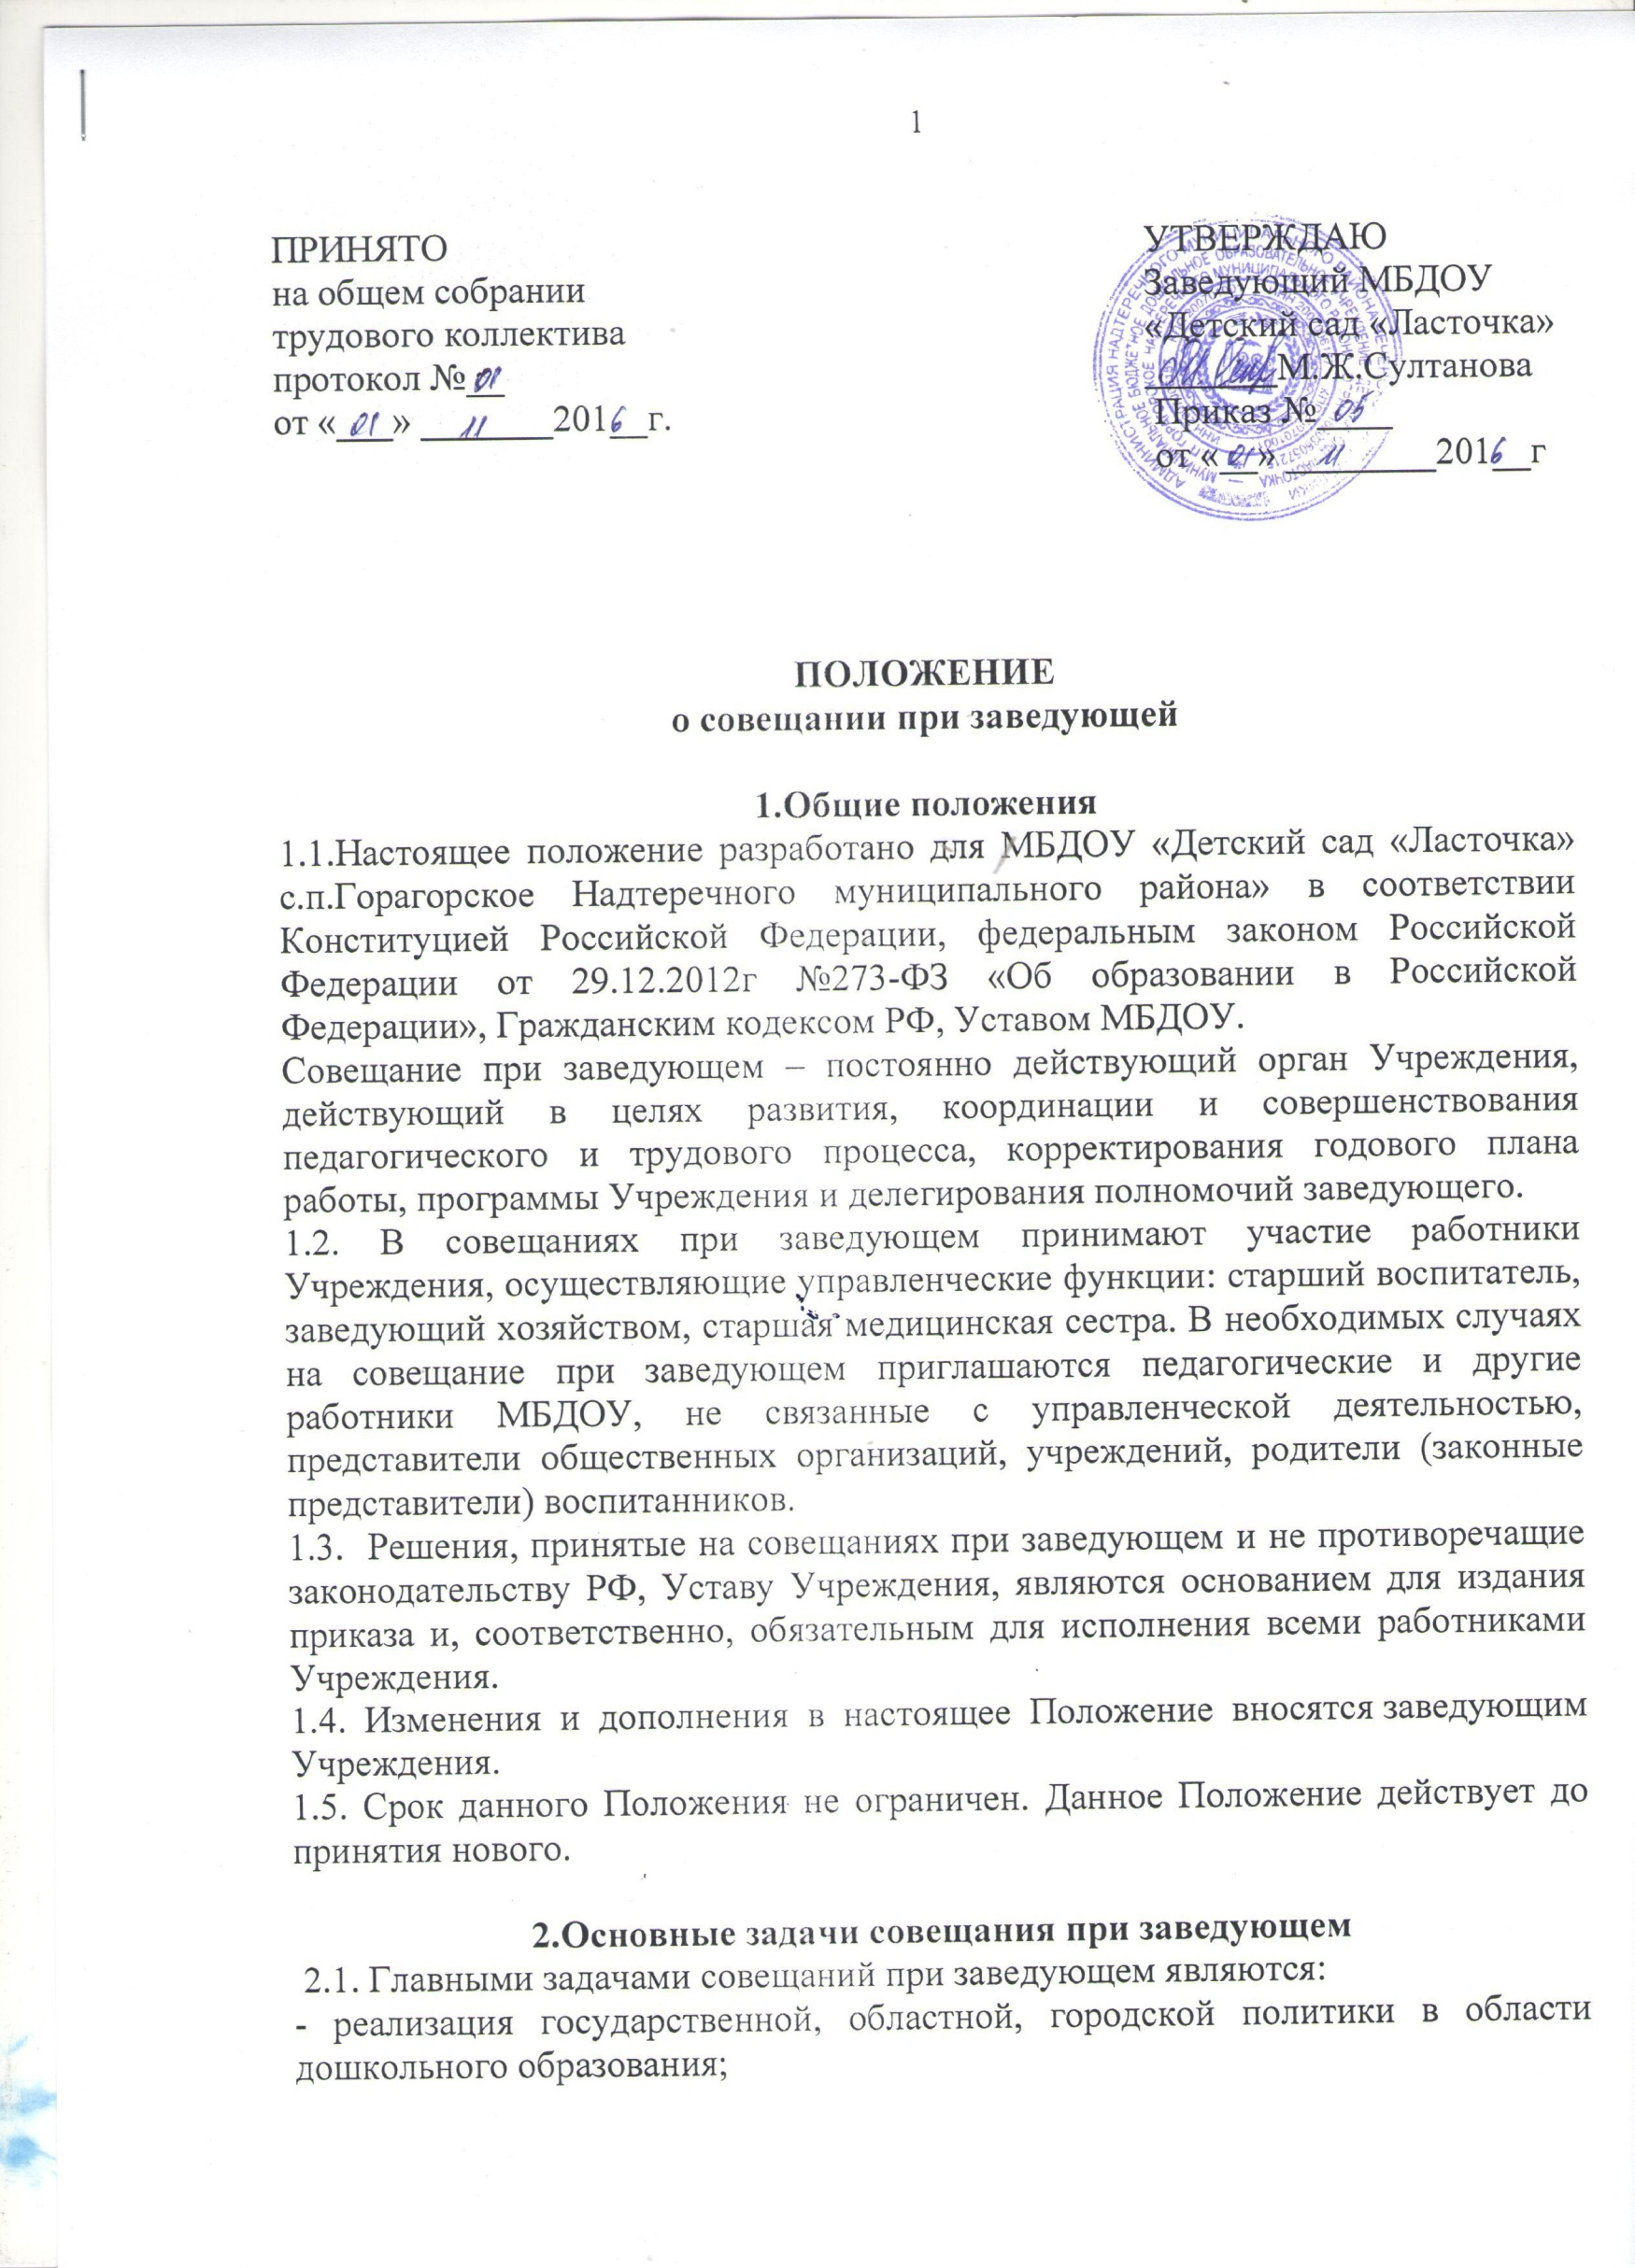 1
ПРИНЯТО
на общем собрании
трудового коллектива
протокол № 01
от «01» 11 2016 г.
УТВЕРЖДАЮ
Заведующий МБДОУ
«Детский сад «Ласточка»
М.Ж.Султанова
Приказ № 05
от «01» 11 2016 г
ПОЛОЖЕНИЕ
о совещании при заведующей
1.Общие положения
1.1.Настоящее положение разработано для МБДОУ «Детский сад «Ласточка»
с.п.Горагорское Надтеречного муниципального района» в соответствии
Конституцией Российской Федерации, федеральным законом Российской
Федерации от 29.12.2012г №273-ФЗ «Об образовании в Российской
Федерации», Гражданским кодексом РФ, Уставом МБДОУ.
Совещание при заведующем – постоянно действующий орган Учреждения,
действующий в целях развития, координации и совершенствования
педагогического и трудового процесса, корректирования годового плана
работы, программы Учреждения и делегирования полномочий заведующего.
1.2. В совещаниях при заведующем принимают участие работники
Учреждения, осуществляющие управленческие функции: старший воспитатель,
заведующий хозяйством, старшая медицинская сестра. В необходимых случаях
на совещание при заведующем приглашаются педагогические и другие
работники МБДОУ, не связанные с управленческой деятельностью,
представители общественных организаций, учреждений, родители (законные
представители) воспитанников.
1.3. Решения, принятые на совещаниях при заведующем и не противоречащие
законодательству РФ, Уставу Учреждения, являются основанием для издания
приказа и, соответственно, обязательным для исполнения всеми работниками
Учреждения.
1.4. Изменения и дополнения в настоящее Положение вносятся заведующим
Учреждения.
1.5. Срок данного Положения не ограничен. Данное Положение действует до
принятия нового.
2.Основные задачи совещания при заведующем
2.1. Главными задачами совещаний при заведующем являются:
- реализация государственной, областной, городской политики в области
дошкольного образования;